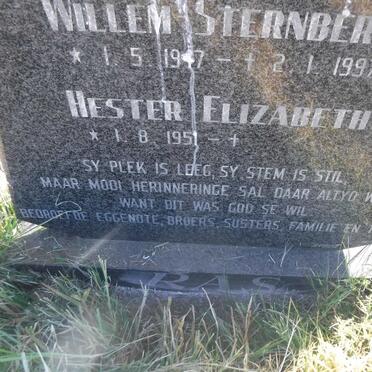 WILLEM STERNBER
* 1.5.1947 - + 2.1.199
HESTER ELIZABETH
* 1.8.1951 - +
SY PLEK IS LEEG, SY STEM IS STIL
MAAR MOOI HERINNERINGE SAL DAAR ALTYD W
WANT DIT WAS GOD SE WIL
BEDROEFDE EGGENOTE, BROERS, SUSTERS, FAMILIE EN
RAS